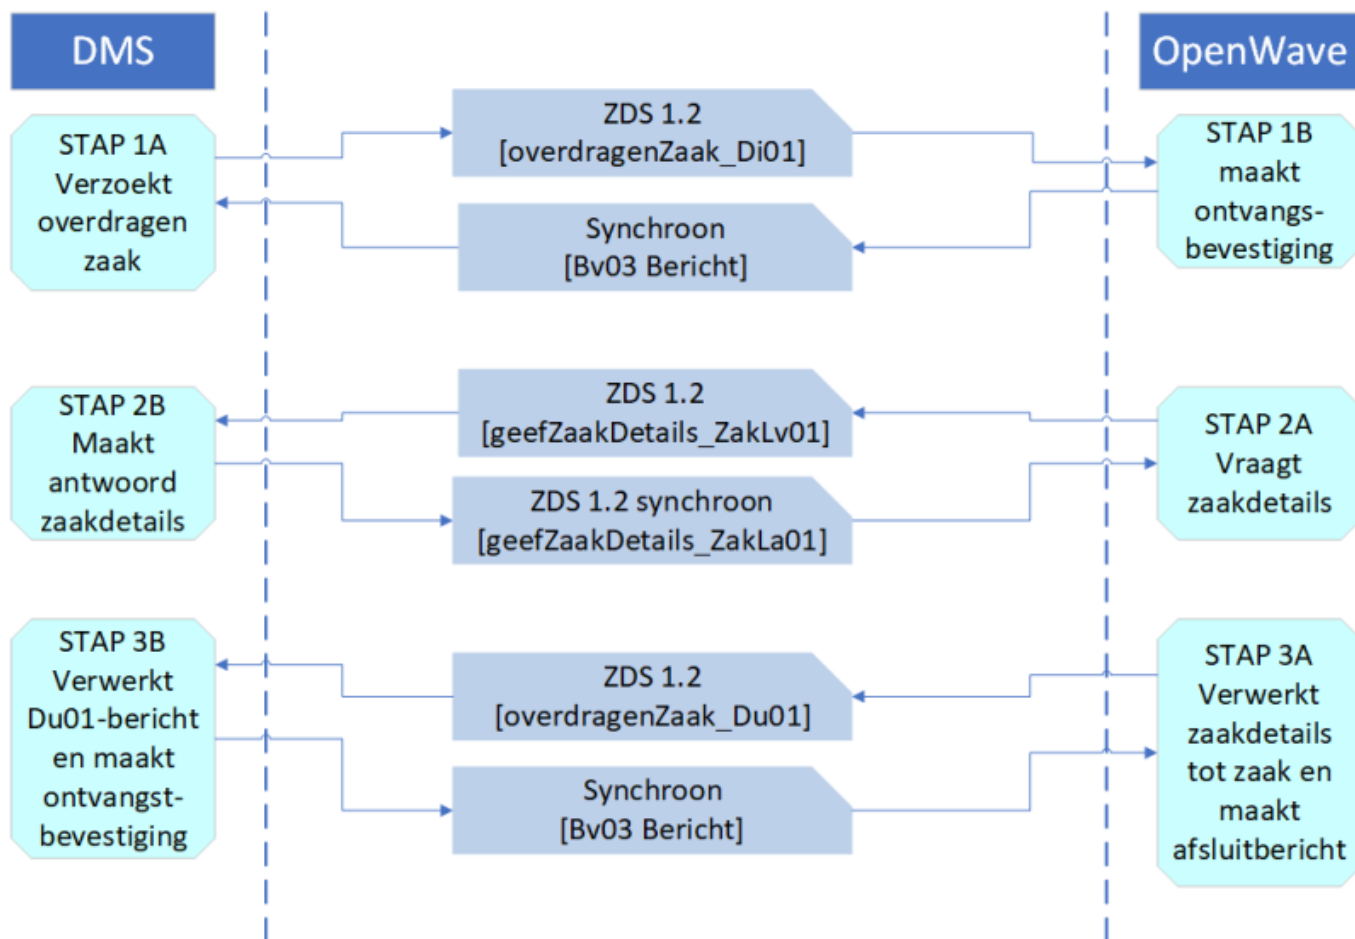 DMS
OpenWave
STAP 1A
Verzoekt
overdragen
zaak
ZDS 1.2
[overdragenZaak_Di01]
Synchroon
[Bv03 Bericht]
STAP 1B
maakt
ontvangs-
bevestiging
STAP 2B
Maakt
antwoord
zaakdetails
ZDS 1.2
[geefZaakDetails_ZakLv01]
ZDS 1.2 synchroon
[geefZaakDetails_ZakLa01]
STAP 2A
Vraagt
zaakdetails
STAP 3B
Verwerkt
Du01-bericht
en maakt
ontvangst-
bevestiging
ZDS 1.2
[overdragenZaak_Du01]
Synchroon
[Bv03 Bericht]
STAP 3A
Verwerkt
zaakdetails
tot zaak en
maakt
afsluitbericht